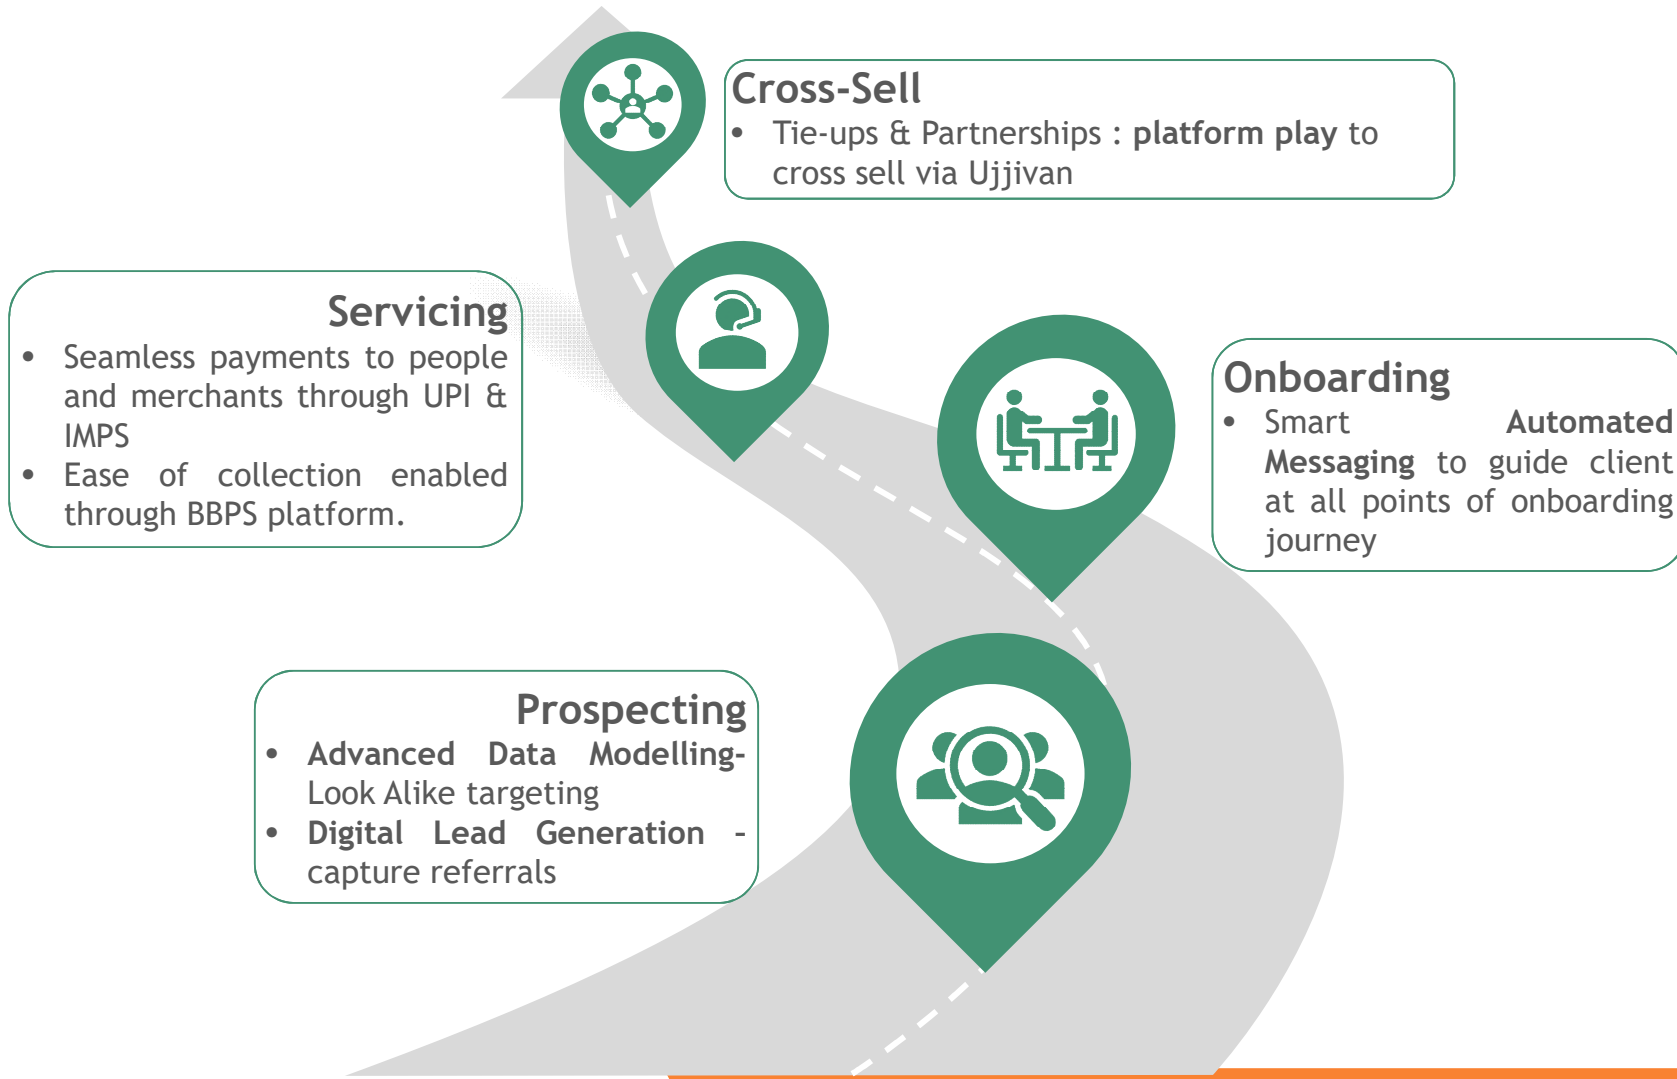 Cross-Sell
• Tie-ups & Partnerships : platform play to
cross sell via Ujjivan
Servicing
• Seamless payments to people
and merchants through UPI &
IMPS
• Ease of collection enabled
through BBPS platform.
Onboarding
• Smart Automated
Messaging to guide client
at all points of onboarding
journey
Prospecting
• Advanced Data Modelling-
Look Alike targeting
• Digital Lead Generation –
capture referrals